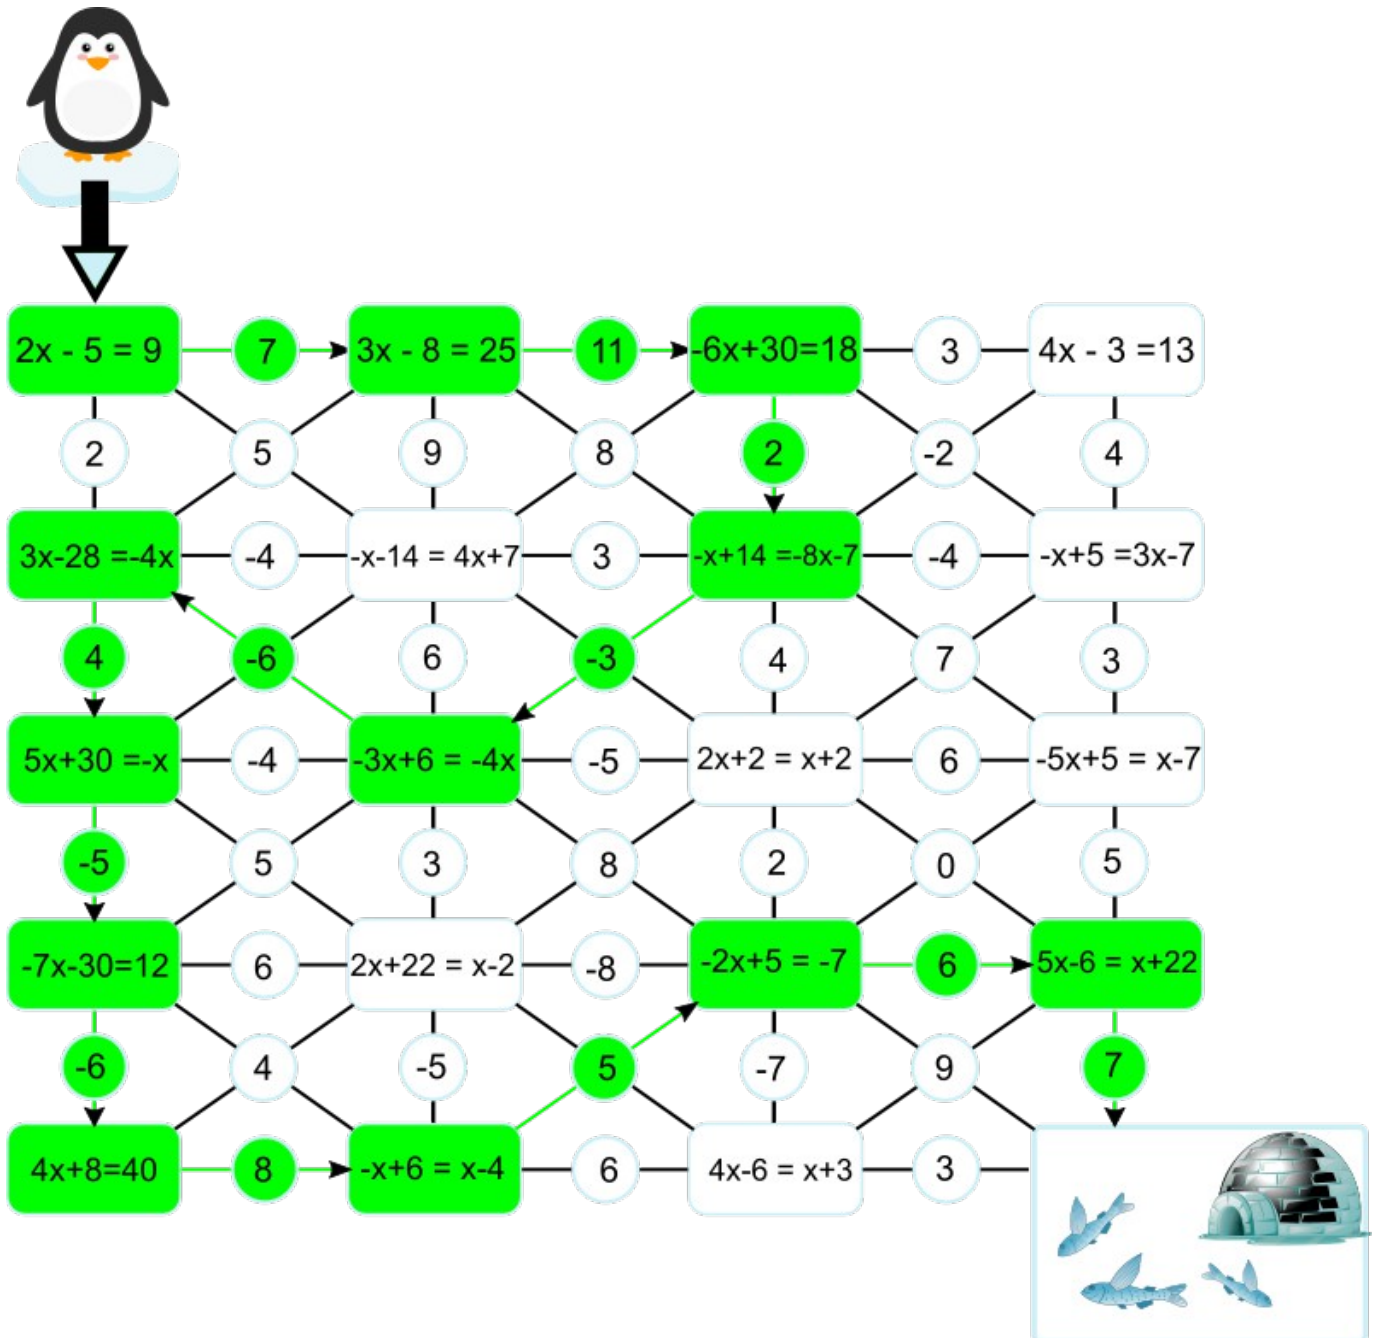 2x - 5 = 9 7 3x - 8 = 25 11 -6x+30=18 3 4x - 3 =13
2 5 9 8 2 -2 4
3x-28 =-4x -4 -x-14 = 4x+7 3 -x+14 =-8x-7 -4 -x+5 =3x-7
4 -6 6 -3 4 7 3
5x+30 =-x -4 -3x+6 = -4x -5 2x+2 = x+2 6 -5x+5 = x-7
-5 5 3 8 2 0 5
-7x-30=12 6 2x+22 = x-2 -8 -2x+5 = -7 6 5x-6 = x+22
-6 4 -5 5 -7 9 7
4x+8=40 8 -x+6 = x-4 6 4x-6 = x+3 3